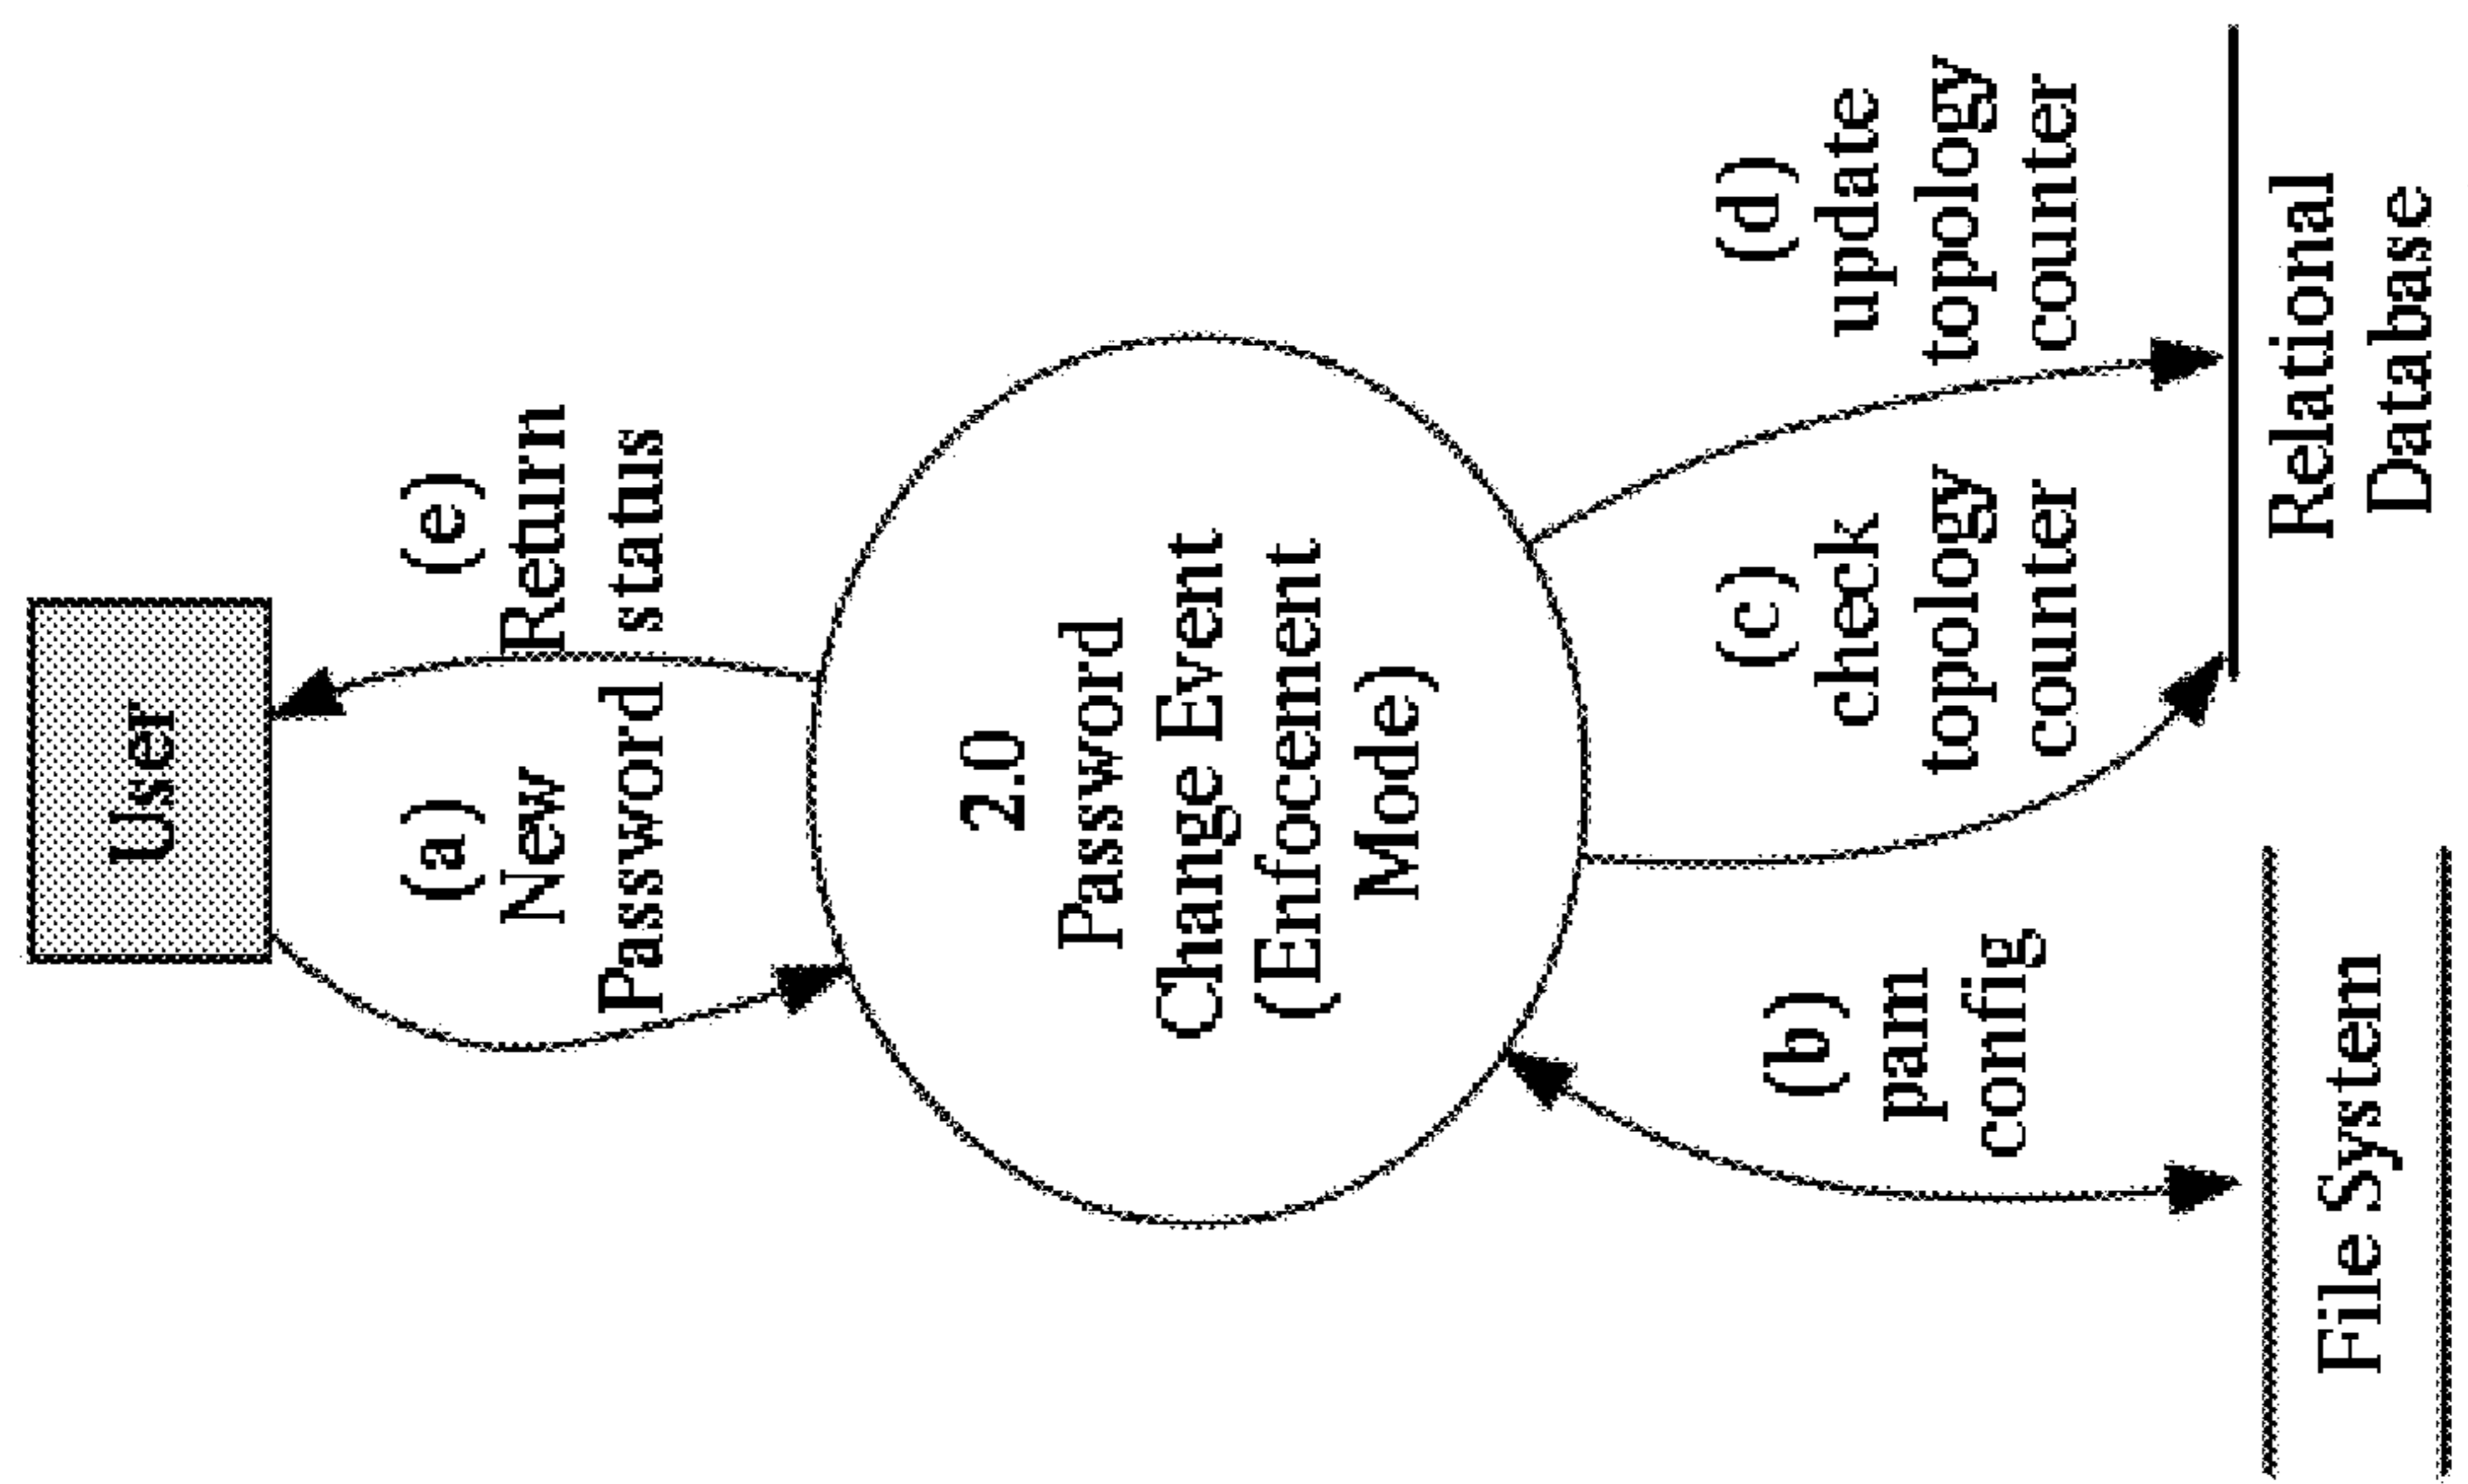 User
(a)
New
Password
(e)
Return
status
2.0
Password
Change Event
(Enfocement
Mode)
(b)
pam
config
(c)
check
topology
counter
(d)
update
topology
counter
File System
Relational
Database